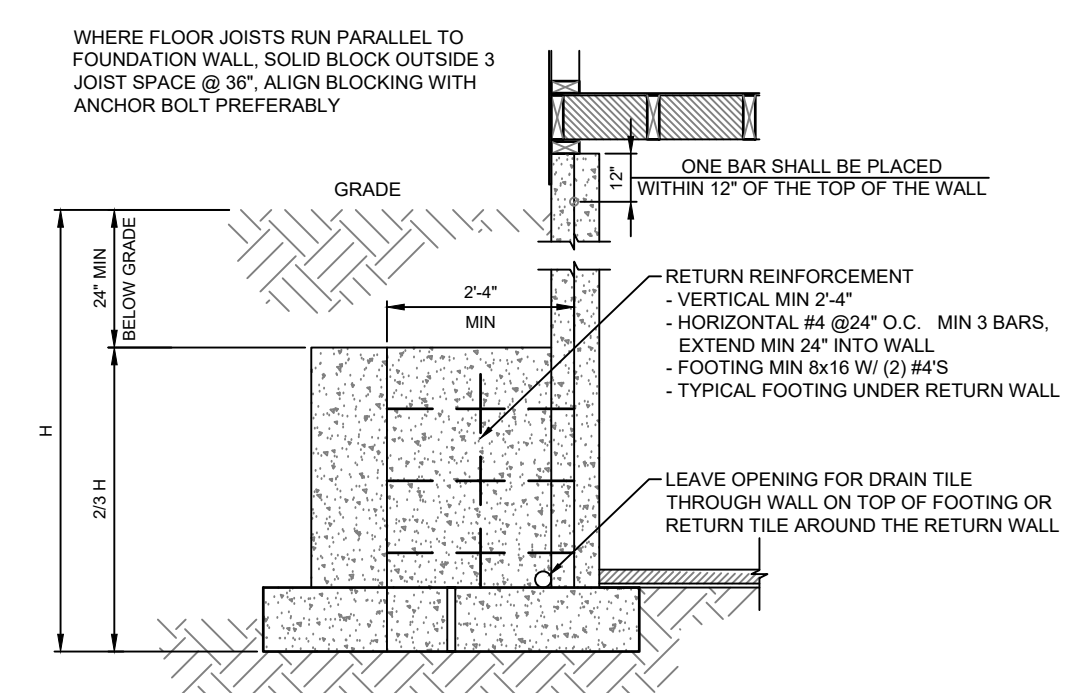 WHERE FLOOR JOISTS RUN PARALLEL TO
FOUNDATION WALL, SOLID BLOCK OUTSIDE 3
JOIST SPACE @ 36", ALIGN BLOCKING WITH
ANCHOR BOLT PREFERABLY
12"
ONE BAR SHALL BE PLACED
WITHIN 12" OF THE TOP OF THE WALL
GRADE
24" MIN
BELOW GRADE
2'-4"
MIN
RETURN REINFORCEMENT
- VERTICAL MIN 2'-4"
- HORIZONTAL #4 @24" O.C. MIN 3 BARS,
EXTEND MIN 24" INTO WALL
- FOOTING MIN 8x16 W/ (2) #4'S
- TYPICAL FOOTING UNDER RETURN WALL
H
2/3 H
LEAVE OPENING FOR DRAIN TILE
THROUGH WALL ON TOP OF FOOTING OR
RETURN TILE AROUND THE RETURN WALL